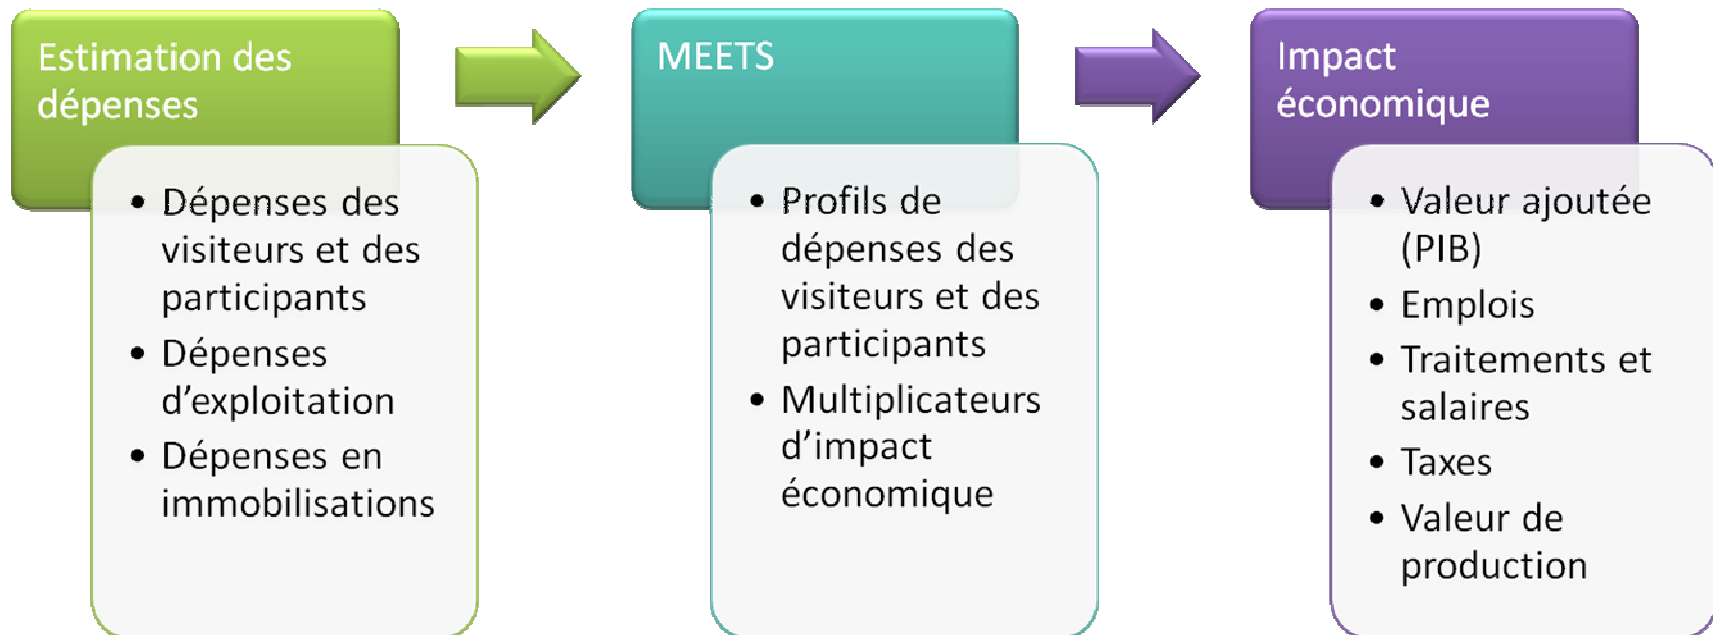 Estimation des
dépenses
• Dépenses des
visiteurs et des
participants
• Dépenses
d’exploitation
• Dépenses en
immobilisations
MEETS
• Profils de
dépenses des
visiteurs et des
participants
• Multiplicateurs
d’impact
économique
Impact
économique
• Valeur ajoutée
(PIB)
• Emplois
• Traitements et
salaires
• Taxes
• Valeur de
production